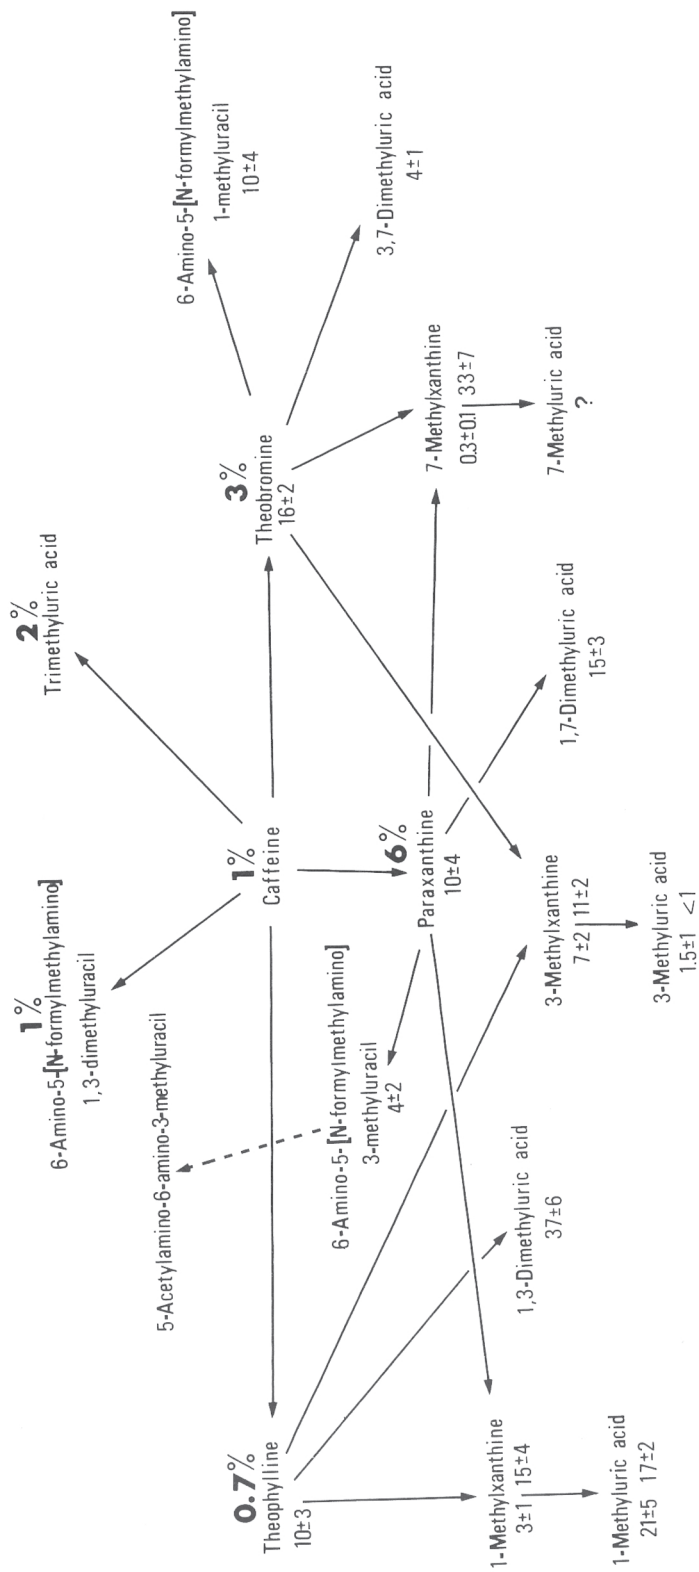 1%
6-Amino-5-[N-formylmethylamino]
1,3-dimethyluracil
2%
Trimethyluric acid
5-Acetylamino-6-amino-3-methyluracil
6-Amino-5-[N-formylmethylamino]
1-methyluracil
10±4
0.7%
Theophylline
10±3
1%
Caffeine
3%
Theobromine
16±2
6-Amino-5-[N-formylmethylamino]
3-methyluracil
4±2
6%
Paraxanthine
10±4
3,7-Dimethyluric acid
4±1
7-Methylxanthine
0.3±0.1 33±7
1-Methylxanthine
3±1 15±4
1,3-Dimethyluric acid
37±6
3-Methylxanthine
7±2 11±2
1,7-Dimethyluric acid
15±3
7-Methyluric acid
?
1-Methyluric acid
21±5 17±2
3-Methyluric acid
1.5±1 <1